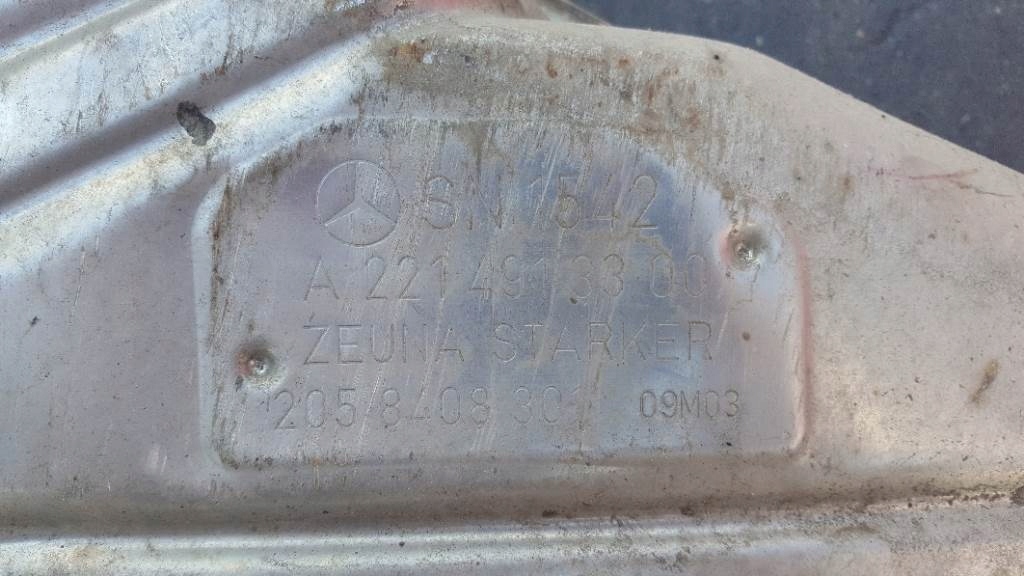 SN 1542
A 221 491 33 00
ZEUNA STARKER
205 8408 301 09M03